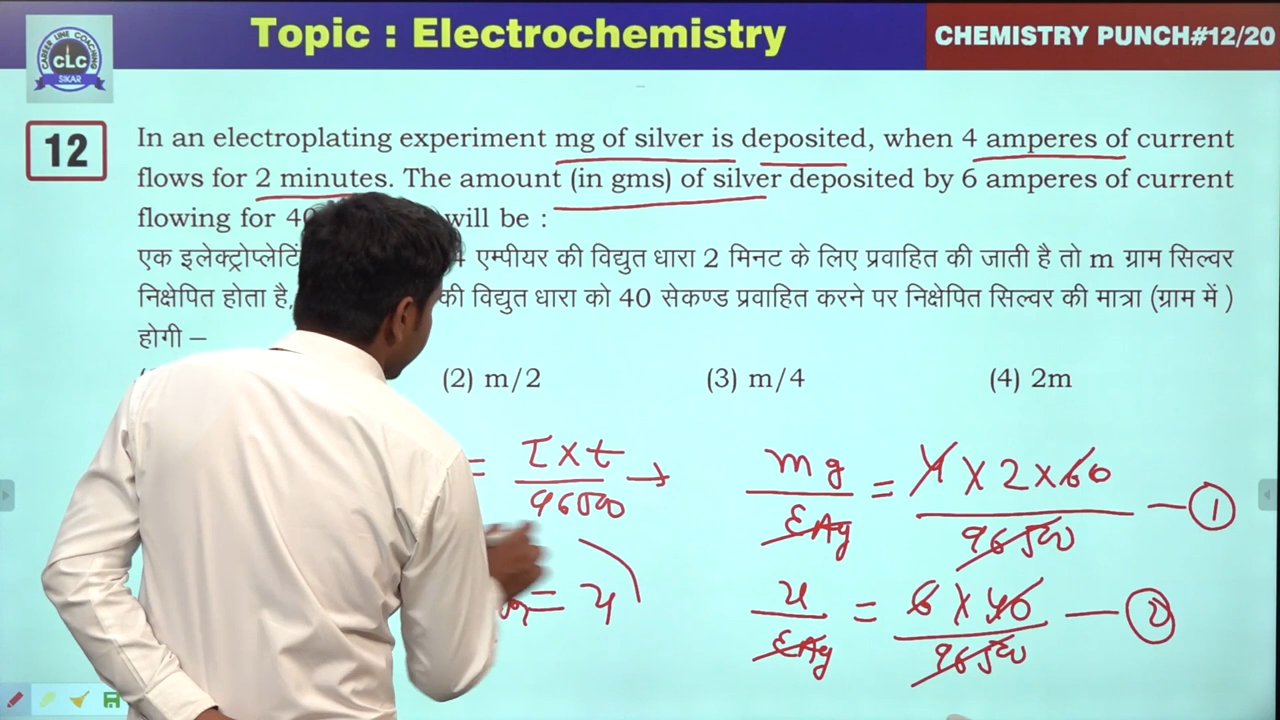 Topic : Electrochemistry
CHEMISTRY PUNCH#12/20
CAREER LINE COACHING
CLC
SIKAR
12
In an electroplating experiment mg of silver is deposited, when 4 amperes of current
flows for 2 minutes. The amount (in gms) of silver deposited by 6 amperes of current
flowing for will be :
एक 4 एम्पीयर की विद्युत धारा 2 मिनट के लिए प्रवाहित की जाती है तो m ग्राम सिल्वर
निक्षेपित होता है, की विद्युत धारा को 40 सेकण्ड प्रवाहित करने पर निक्षेपित सिल्वर की मात्रा (ग्राम में )
होगी –
(2) m/2 (3) m/4 (4) 2m
= I × t / 96500 →
mg / EAg = 4 × 2 × 60 / 96500 — 1
/ EAg = 6 × 40 / 96500 — 2